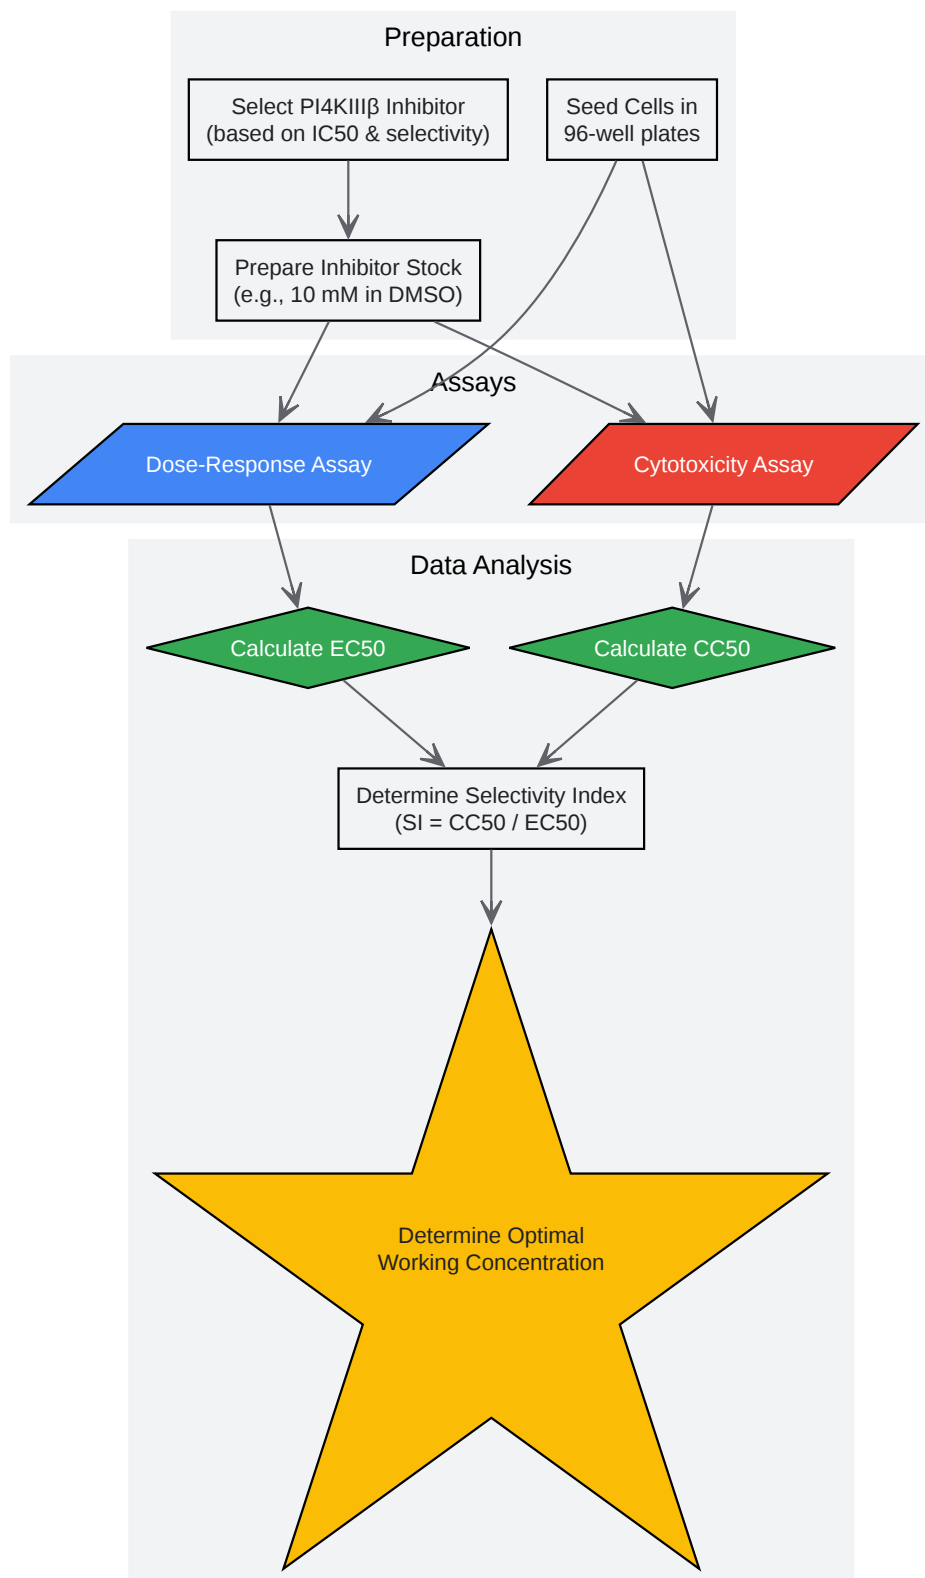 Preparation
Select PI4KIIIβ Inhibitor
(based on IC50 & selectivity)
Seed Cells in
96-well plates
Prepare Inhibitor Stock
(e.g., 10 mM in DMSO)
Assays
Dose-Response Assay
Cytotoxicity Assay
Data Analysis
Calculate EC50
Calculate CC50
Determine Selectivity Index
(SI = CC50 / EC50)
Determine Optimal
Working Concentration